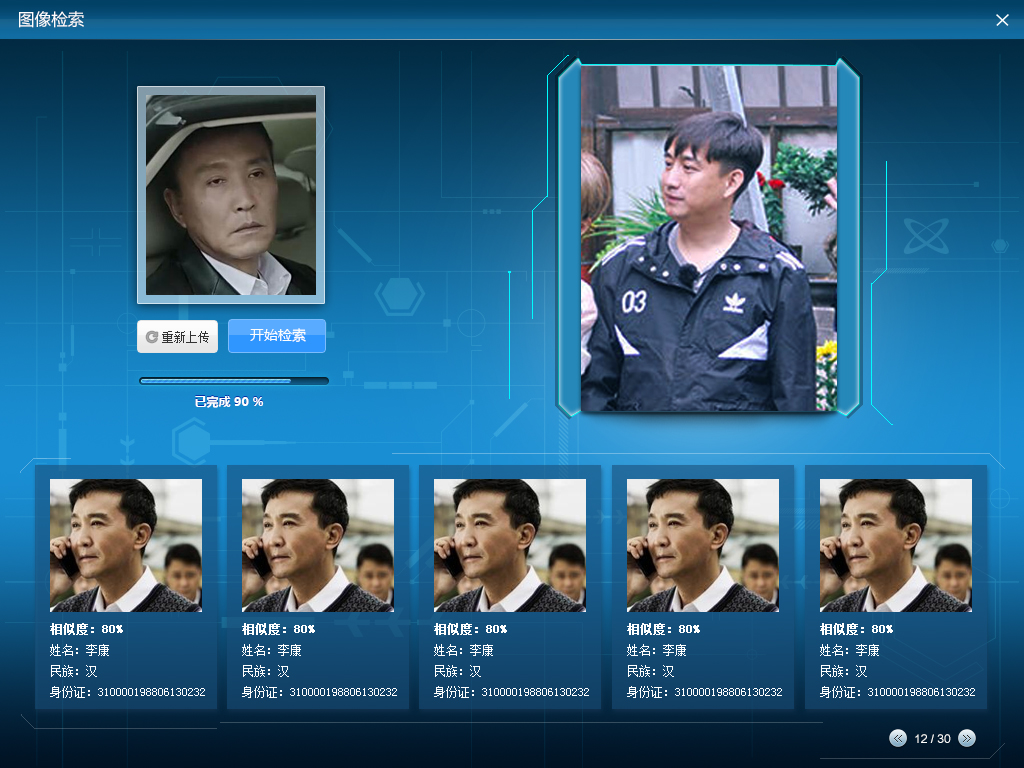 图像检索
03
重新上传
开始检索
已完成 90 %
相似度：80%
姓名：李康
民族：汉
身份证：310000198806130232
相似度：80%
姓名：李康
民族：汉
身份证：310000198806130232
相似度：80%
姓名：李康
民族：汉
身份证：310000198806130232
相似度：80%
姓名：李康
民族：汉
身份证：310000198806130232
相似度：80%
姓名：李康
民族：汉
身份证：310000198806130232
12 / 30